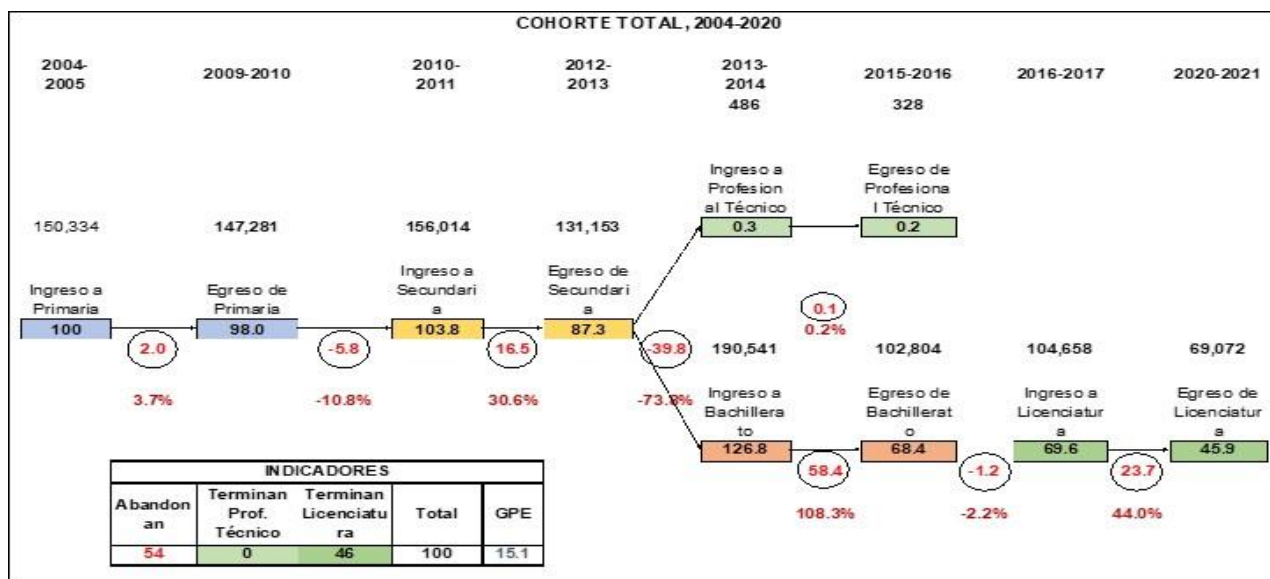 COHORTE TOTAL, 2004-2020
2004-
2005
2009-2010
2010-
2011
2012-
2013
2013-
2014
2015-2016
2016-2017
2020-2021
486
328
Ingreso a
Profesion
al Técnico
Egreso de
Profesiona
l Técnico
150,334
147,281
156,014
131,153
0.3
0.2
Ingreso a
Primaria
Egreso de
Primaria
Ingreso a
Secundari
a
Egreso de
Secundari
a
100
98.0
103.8
87.3
0.1
0.2%
2.0
-5.8
16.5
-39.8
190,541
102,804
104,658
69,072
3.7%
-10.8%
30.6%
-73.8%
Ingreso a
Bachillera
to
Egreso de
Bachillerat
o
Ingreso a
Licenciatur
a
Egreso de
Licenciatur
a
126.8
68.4
69.6
45.9
58.4
-1.2
23.7
108.3%
-2.2%
44.0%
INDICADORES
Abandon
an
Terminan
Prof.
Técnico
Terminan
Licenciatu
ra
Total
GPE
54
0
46
100
15.1